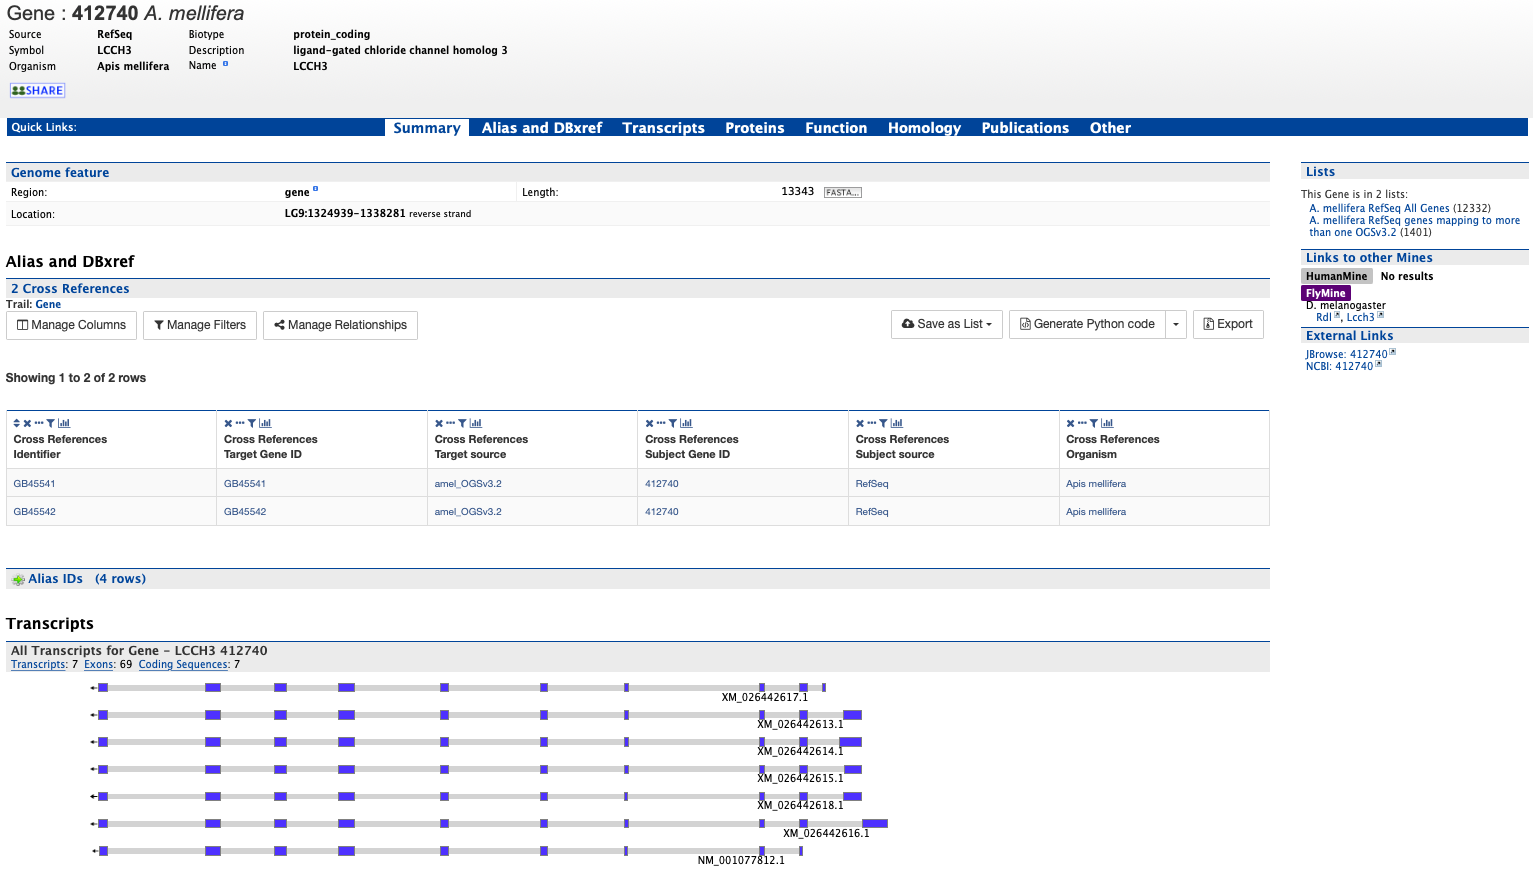 Gene : 412740 A. mellifera
Source RefSeq Biotype protein_coding
Symbol LCCH3 Description ligand-gated chloride channel homolog 3
Organism Apis mellifera Name LCCH3
SHARE
Quick Links: Summary Alias and DBxref Transcripts Proteins Function Homology Publications Other
Genome feature
Region: gene Length: 13343 FASTA...
Location: LG9:1324939-1338281 reverse strand
Alias and DBxref
2 Cross References
Trail: Gene
Manage Columns Manage Filters Manage Relationships Save as List Generate Python code Export
Showing 1 to 2 of 2 rows
Cross References Cross References Cross References Cross References Cross References Cross References
Identifier Target Gene ID Target source Subject Gene ID Subject source Organism
GB45541 GB45541 amel_OGSv3.2 412740 RefSeq Apis mellifera
GB45542 GB45542 amel_OGSv3.2 412740 RefSeq Apis mellifera
Alias IDs (4 rows)
Transcripts
All Transcripts for Gene - LCCH3 412740
Transcripts: 7 Exons: 69 Coding Sequences: 7
XM_026442617.1
XM_026442613.1
XM_026442614.1
XM_026442615.1
XM_026442618.1
XM_026442616.1
NM_001077812.1
Lists
This Gene is in 2 lists:
A. mellifera RefSeq All Genes (12332)
A. mellifera RefSeq genes mapping to more
than one OGSv3.2 (1401)
Links to other Mines
HumanMine No results
FlyMine
D. melanogaster
Rdl , Lcch3
External Links
JBrowse: 412740
NCBI: 412740